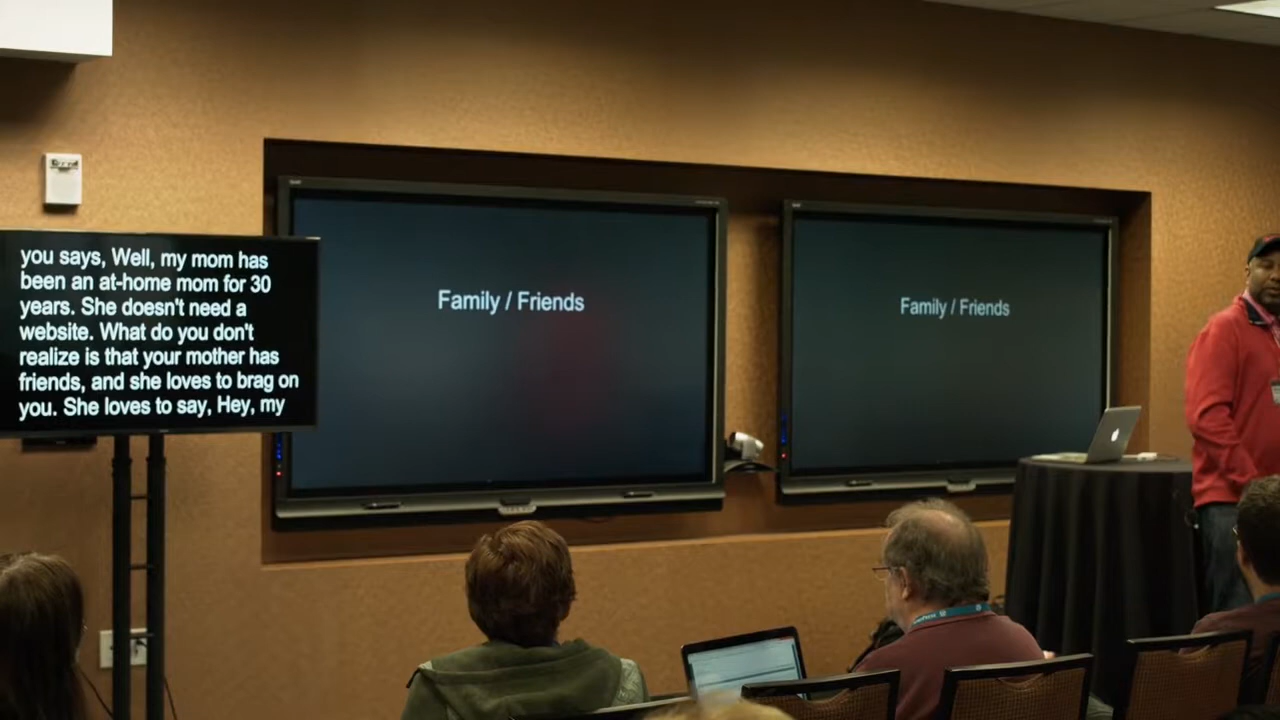 you says, Well, my mom has
been an at-home mom for 30
years. She doesn't need a
website. What do you don't
realize is that your mother has
friends, and she loves to brag on
you. She loves to say, Hey, my
Family / Friends
Family / Friends